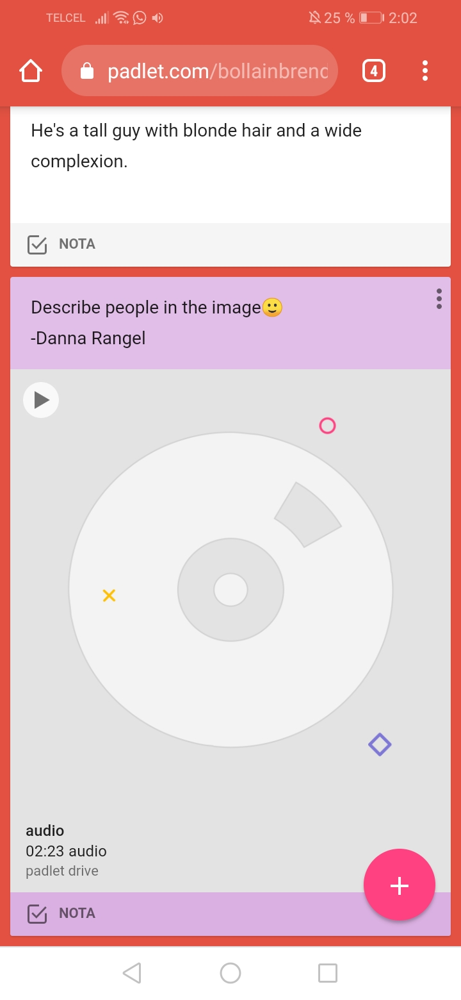 TELCEL 25 % 2:02
padlet.com/bollainbrend 4
He's a tall guy with blonde hair and a wide
complexion.
NOTA
Describe people in the image🙂
-Danna Rangel
audio
02:23 audio
padlet drive
+
NOTA